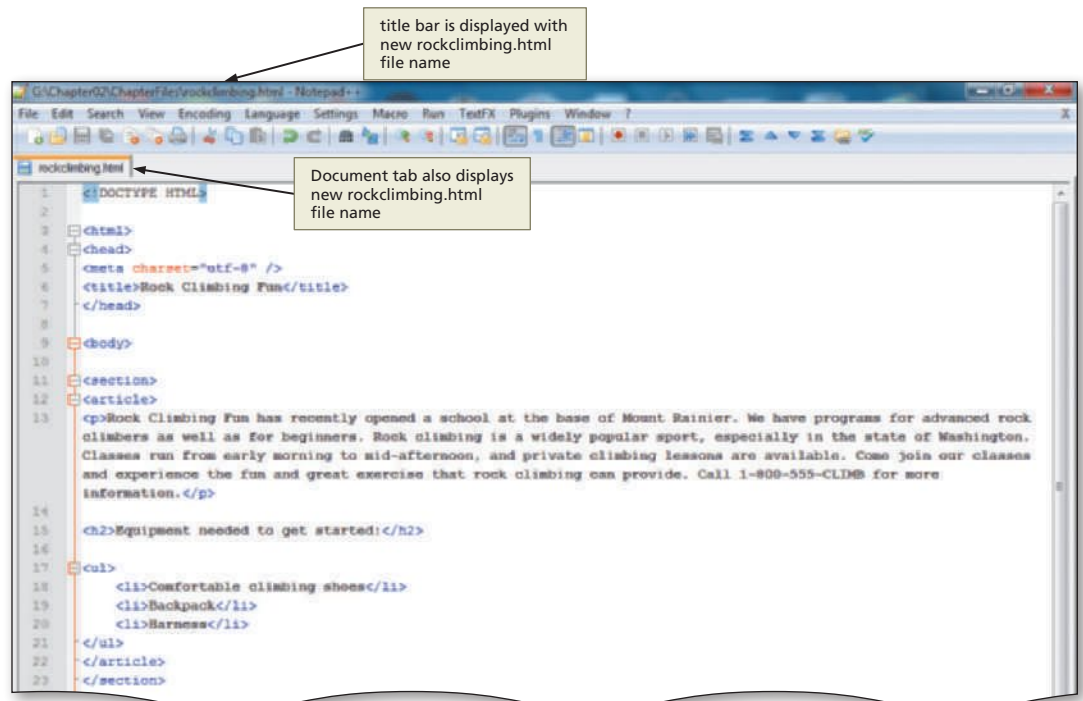 title bar is displayed with
new rockclimbing.html
file name
G:\Chapter02\ChapterFiles\rockclimbing.html - Notepad++
File Edit Search View Encoding Language Settings Macro Run TextFX Plugins Window ? X
rockclimbing.html
Document tab also displays
new rockclimbing.html
file name
1 <!DOCTYPE HTML>
2
3 <html>
4 <head>
5 <meta charset="utf-8" />
6 <title>Rock Climbing Fun</title>
7 </head>
8
9 <body>
10
11 <section>
12 <article>
13 <p>Rock Climbing Fun has recently opened a school at the base of Mount Rainier. We have programs for advanced rock
climbers as well as for beginners. Rock climbing is a widely popular sport, especially in the state of Washington.
Classes run from early morning to mid-afternoon, and private climbing lessons are available. Come join our classes
and experience the fun and great exercise that rock climbing can provide. Call 1-800-555-CLIMB for more
information.</p>
14
15 <h2>Equipment needed to get started:</h2>
16
17 <ul>
18 <li>Comfortable climbing shoes</li>
19 <li>Backpack</li>
20 <li>Harness</li>
21 </ul>
22 </article>
23 </section>